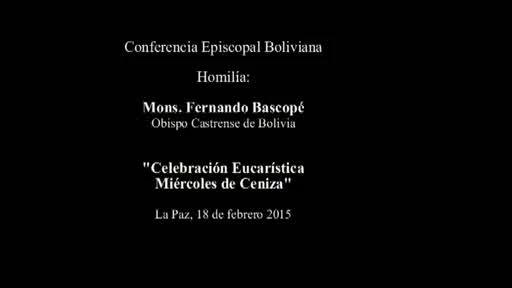 Conferencia Episcopal Boliviana
Homilía:
Mons. Fernando Bascopé
Obispo Castrense de Bolivia
"Celebración Eucarística
Miércoles de Ceniza"
La Paz, 18 de febrero 2015